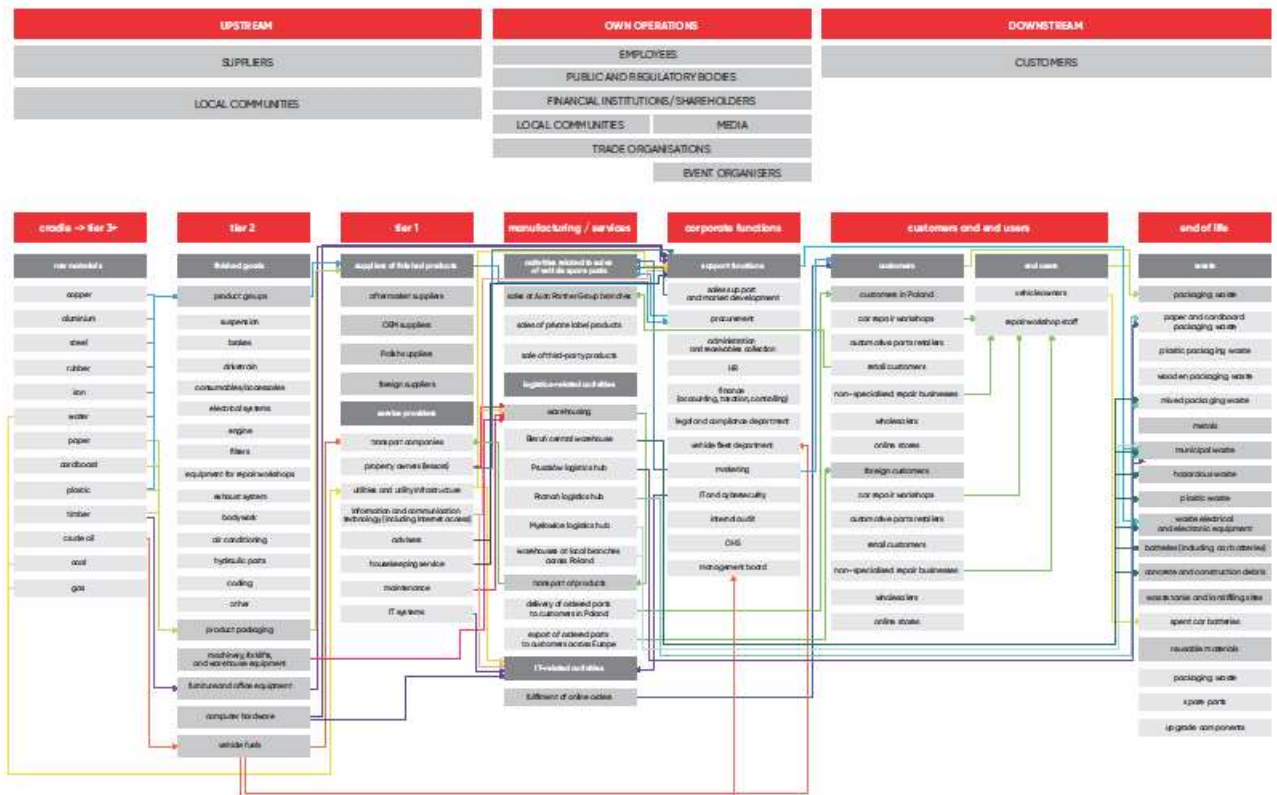 UPSTREAM
OWN OPERATIONS
DOWNSTREAM
SUPPLIERS
LOCAL COMMUNITIES
EMPLOYEES
PUBLIC AND REGULATORY BODIES
FINANCIAL INSTITUTIONS/SHAREHOLDERS
LOCAL COMMUNITIES
MEDIA
TRADE ORGANISATIONS
EVENT ORGANISERS
CUSTOMERS
cradle -> tier 3+
raw materials
copper
aluminium
steel
rubber
iron
water
paper
cardboard
plastic
timber
crude oil
coal
gas
tier 2
finished goods
product groups
suspension
brakes
drivetrain
consumables/accessories
electrical systems
engine
filters
equipment for repair workshops
exhaust system
bodywork
air conditioning
hydraulic parts
cooling
other
product packaging
machinery, forklifts,
and warehouse equipment
furniture and office equipment
computer hardware
vehicle fuels
tier 1
suppliers of finished products
aftermarket suppliers
OEM suppliers
Polish suppliers
foreign suppliers
service providers
transport companies
property owners (lessors)
utilities and utility infrastructure
information and communication
technology (including internet access)
advisers
housekeeping service
maintenance
IT systems
manufacturing / services
activities related to sales
of vehicle spare parts
sales at Auto Partner Group branches
sales of private label products
sale of third-party products
logistics-related activities
warehousing
Bieruń central warehouse
Pruszków logistics hub
Poznań logistics hub
Mysłowice logistics hub
warehouses at local branches
across Poland
transport of products
delivery of ordered parts
to customers in Poland
export of ordered parts
to customers across Europe
IT-related activities
fulfilment of online orders
corporate functions
support functions
sales support
and market development
procurement
administration
and receivables collection
HR
finance
(accounting, taxation, controlling)
legal and compliance department
vehicle fleet department
marketing
IT and cybersecurity
internal audit
OHS
management board
customers and end users
customers
customers in Poland
car repair workshops
automotive parts retailers
retail customers
non-specialised repair businesses
wholesalers
online stores
foreign customers
car repair workshops
automotive parts retailers
retail customers
non-specialised repair businesses
wholesalers
online stores
end users
vehicle owners
repair workshop staff
end of life
waste
packaging waste
paper and cardboard
packaging waste
plastic packaging waste
wooden packaging waste
mixed packaging waste
metals
municipal waste
hazardous waste
plastic waste
waste electrical
and electronic equipment
batteries (including car batteries)
concrete and construction debris
spent car batteries
reusable materials
packaging waste
spare parts
upgrade components